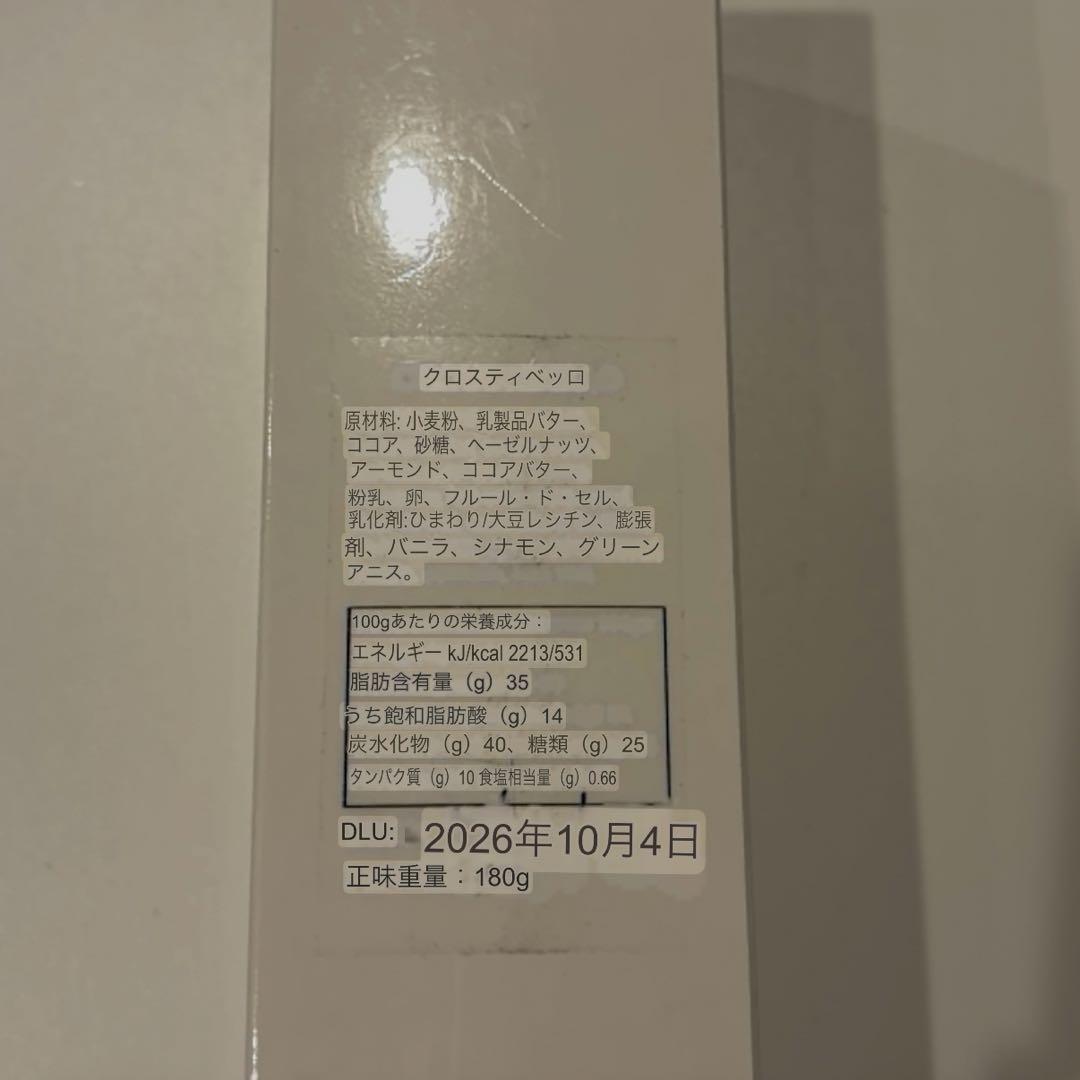 クロスティベッロ
原材料: 小麦粉、乳製品バター、
ココア、砂糖、ヘーゼルナッツ、
アーモンド、ココアバター、
粉乳、卵、フルール・ド・セル、
乳化剤:ひまわり/大豆レシチン、膨張
剤、バニラ、シナモン、グリーン
アニス。
100gあたりの栄養成分：
エネルギー kJ/kcal 2213/531
脂肪含有量（g）35
うち飽和脂肪酸（g）14
炭水化物（g）40、糖類（g）25
タンパク質（g）10 食塩相当量（g）0.66
DLU: 2026年10月4日
正味重量：180g